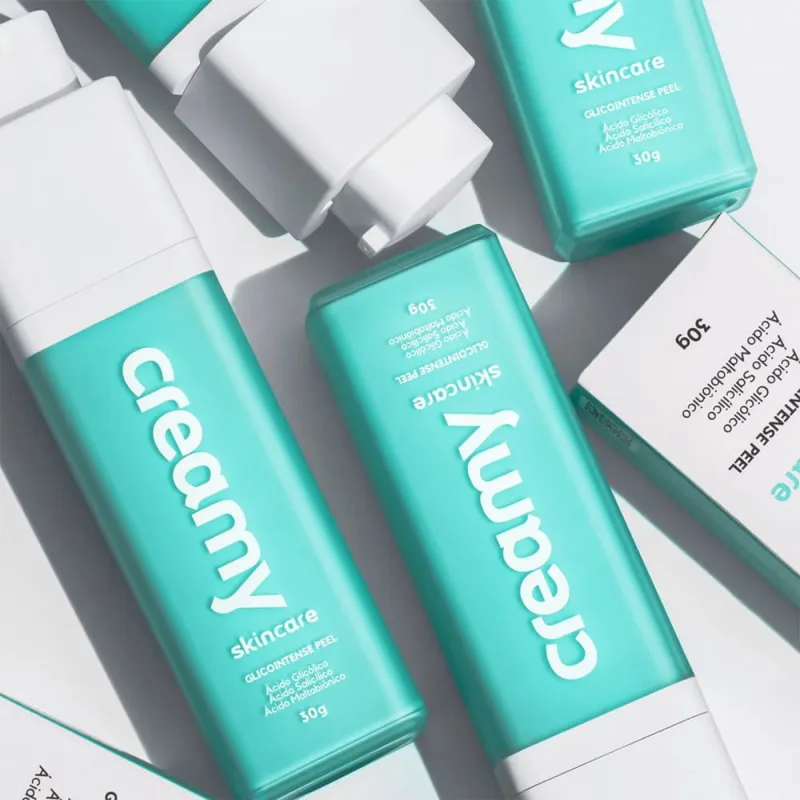 my
skincare
GLICOINTENSE PEEL
Ácido Glicólico
Ácido Salicílico
Ácido Maltobiônico
30g
creamy
skincare
GLICOINTENSE PEEL
Ácido Glicólico
Ácido Salicílico
Ácido Maltobiônico
30g
creamy
skincare
GLICOINTENSE PEEL
Ácido Glicólico
Ácido Salicílico
Ácido Maltobiônico
30g
are
INTENSE PEEL
Ácido Glicólico
Ácido Salicílico
Ácido Maltobiônico
30g